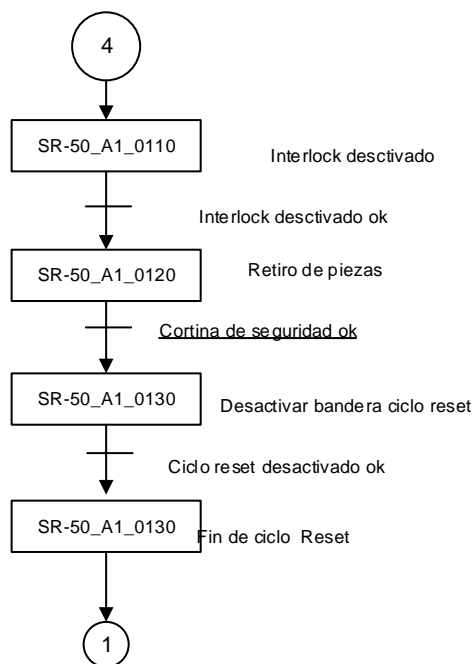 4
SR-50_A1_0110
Interlock desctivado
Interlock desctivado ok
SR-50_A1_0120
Retiro de piezas
Cortina de seguridad ok
SR-50_A1_0130
Desactivar bandera ciclo reset
Ciclo reset desactivado ok
SR-50_A1_0130
Fin de ciclo Reset
1